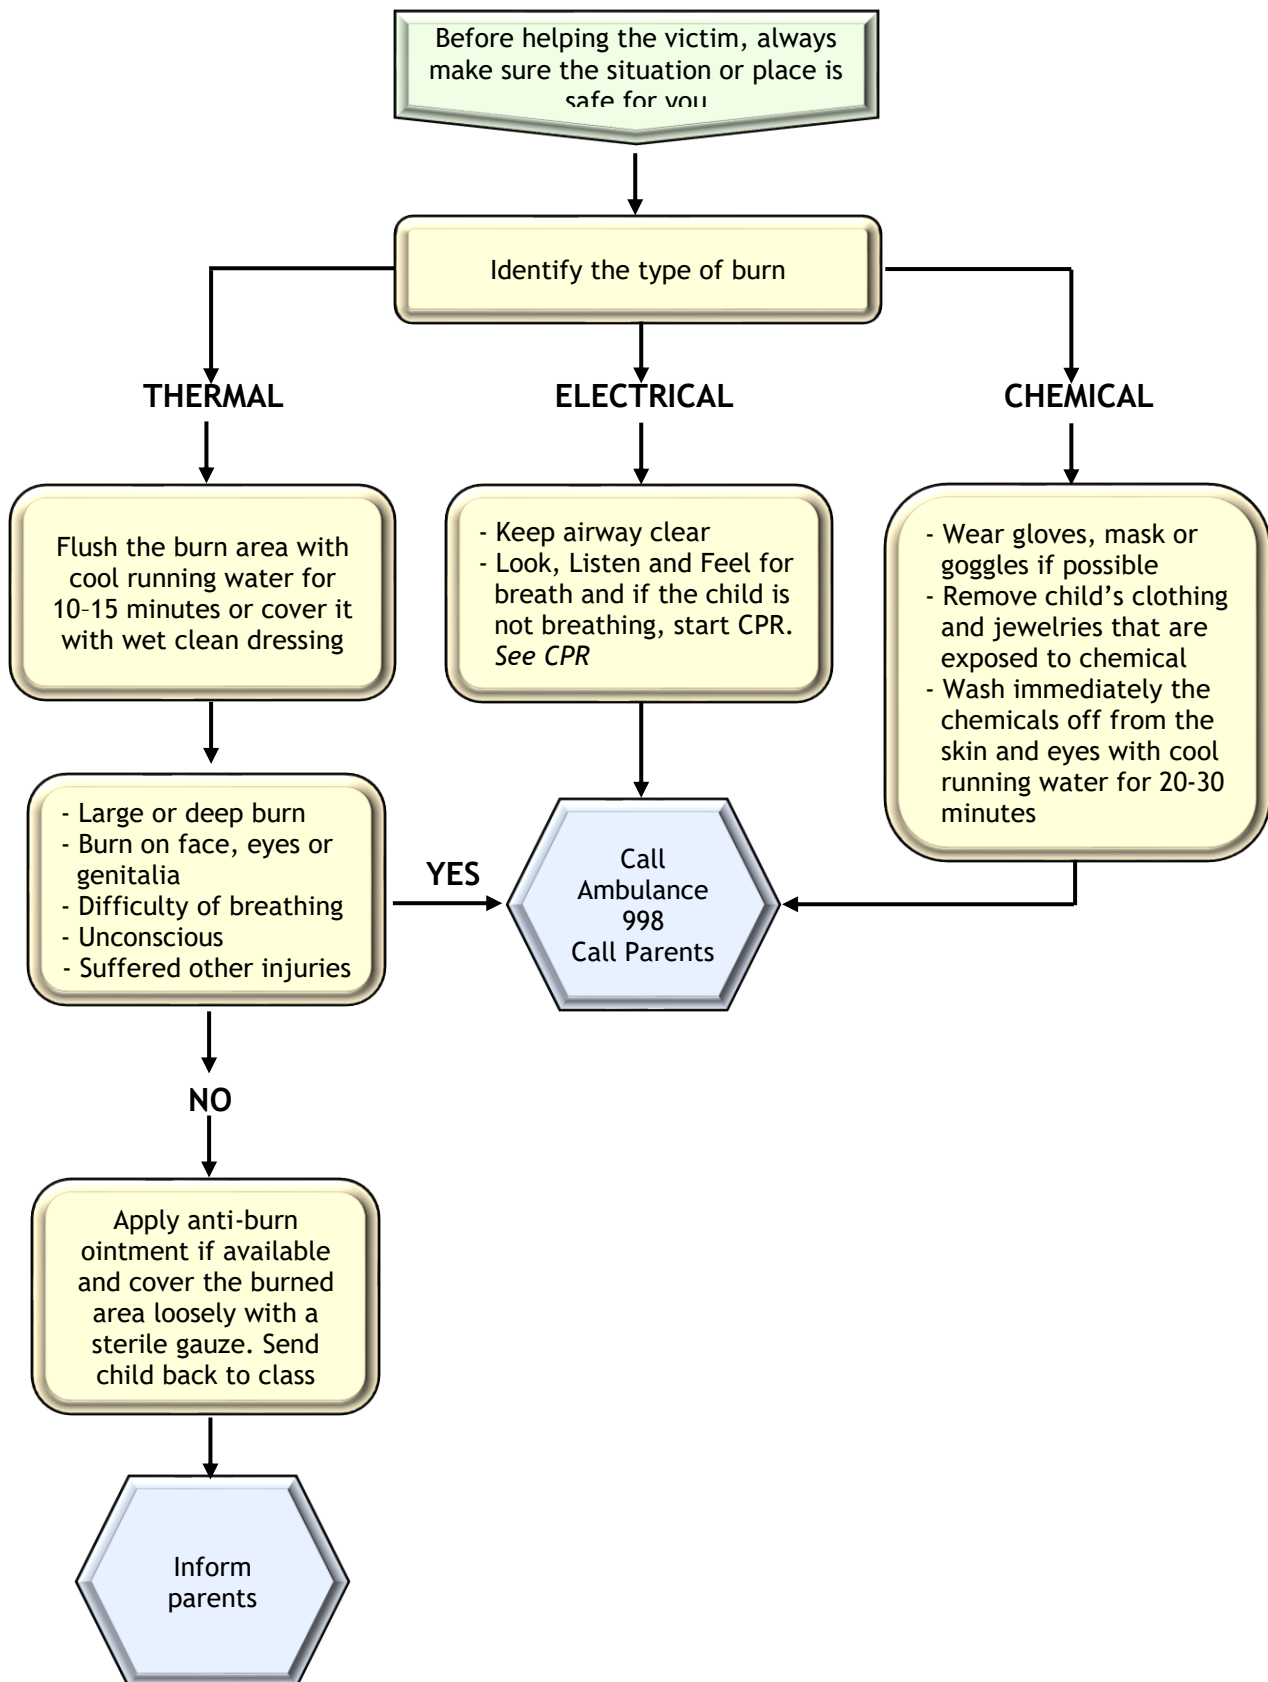 Before helping the victim, always
make sure the situation or place is
safe for you
Identify the type of burn
THERMAL
ELECTRICAL
CHEMICAL
Flush the burn area with
cool running water for
10-15 minutes or cover it
with wet clean dressing
- Keep airway clear
- Look, Listen and Feel for
breath and if the child is
not breathing, start CPR.
See CPR
- Wear gloves, mask or
goggles if possible
- Remove child’s clothing
and jewelries that are
exposed to chemical
- Wash immediately the
chemicals off from the
skin and eyes with cool
running water for 20-30
minutes
- Large or deep burn
- Burn on face, eyes or
genitalia
- Difficulty of breathing
- Unconscious
- Suffered other injuries
YES
Call
Ambulance
998
Call Parents
NO
Apply anti-burn
ointment if available
and cover the burned
area loosely with a
sterile gauze. Send
child back to class
Inform
parents